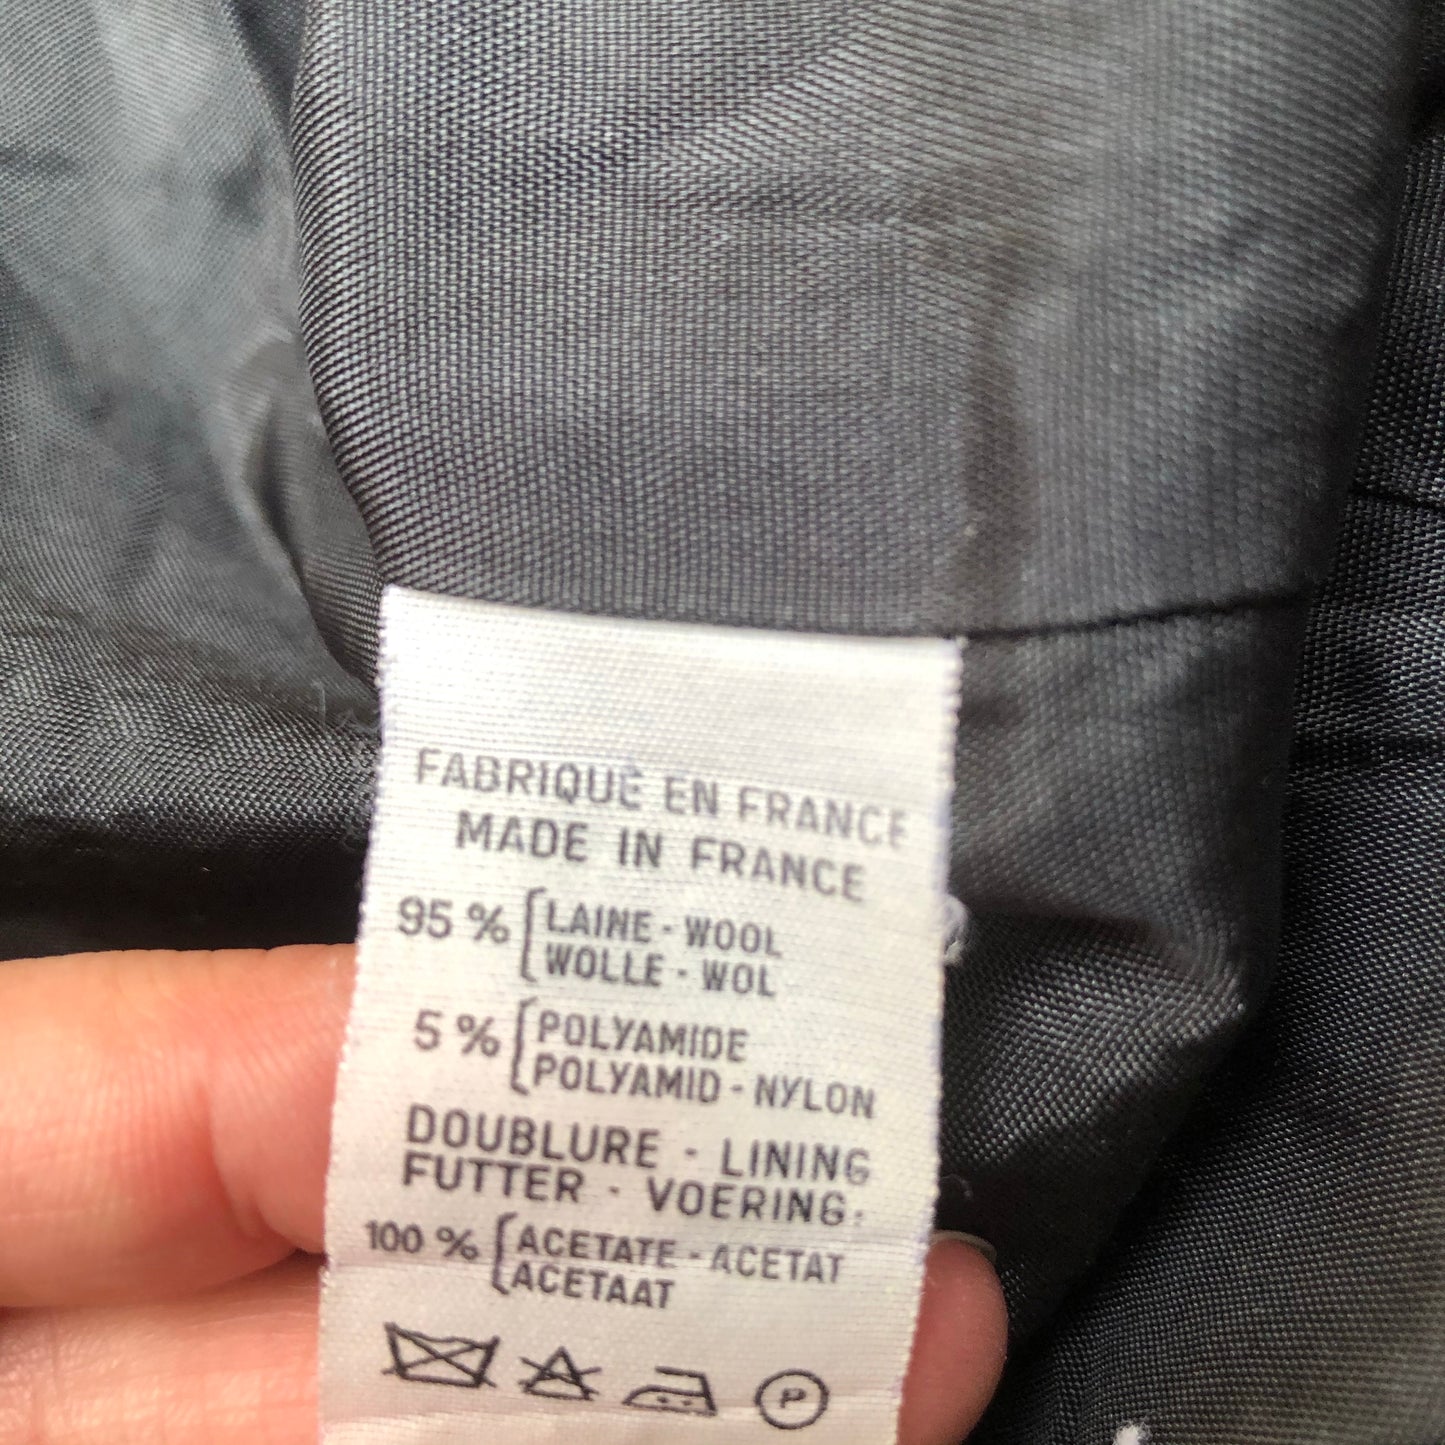 FABRIQUÉ EN FRANCE
MADE IN FRANCE
95 % LAINE - WOOL
WOLLE - WOL
5 % POLYAMIDE
POLYAMID - NYLON
DOUBLURE - LINING
FUTTER - VOERING:
100 % ACETATE - ACETAT
ACETAAT
P